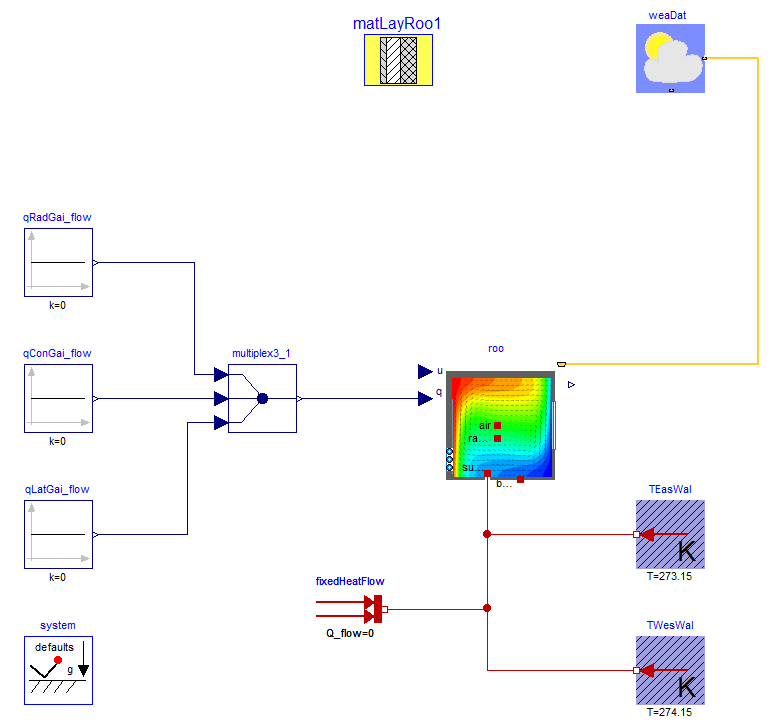 matLayRoo1
weaDat
qRadGai_flow
k=0
qConGai_flow
k=0
multiplex3_1
roo
u
q
air
ra...
su...
b...
qLatGai_flow
k=0
TEasWal
K
T=273.15
fixedHeatFlow
Q_flow=0
system
defaults
g
TWesWal
K
T=274.15